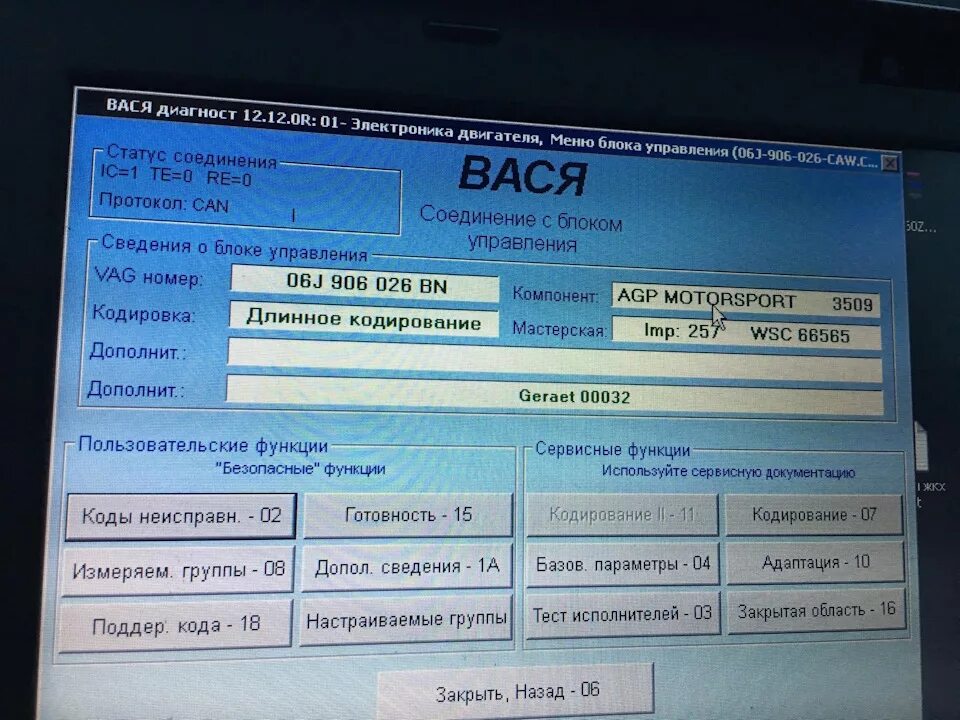 ВАСЯ диагност 12.12.0R: 01- Электроника двигателя, Меню блока управления (06J-906-026-CAW.C...
Статус соединения
IC=1 TE=0 RE=0
Протокол: CAN
ВАСЯ
Соединение с блоком
управления
Сведения о блоке управления
VAG номер:
06J 906 026 BN
Компонент:
AGP MOTORSPORT 3509
Кодировка:
Длинное кодирование
Мастерская:
Imp: 257 WSC 66565
Дополнит.:
Дополнит.:
Geraet 00032
Пользовательские функции
"Безопасные" функции
Сервисные функции
Используйте сервисную документацию
Коды неисправн. - 02
Готовность - 15
Кодирование II - 11
Кодирование - 07
Измеряем. группы - 08
Допол. сведения - 1A
Базов. параметры - 04
Адаптация - 10
Поддер. кода - 18
Настраиваемые группы
Тест исполнителей - 03
Закрытая область - 16
Закрыть, Назад - 06
жкх